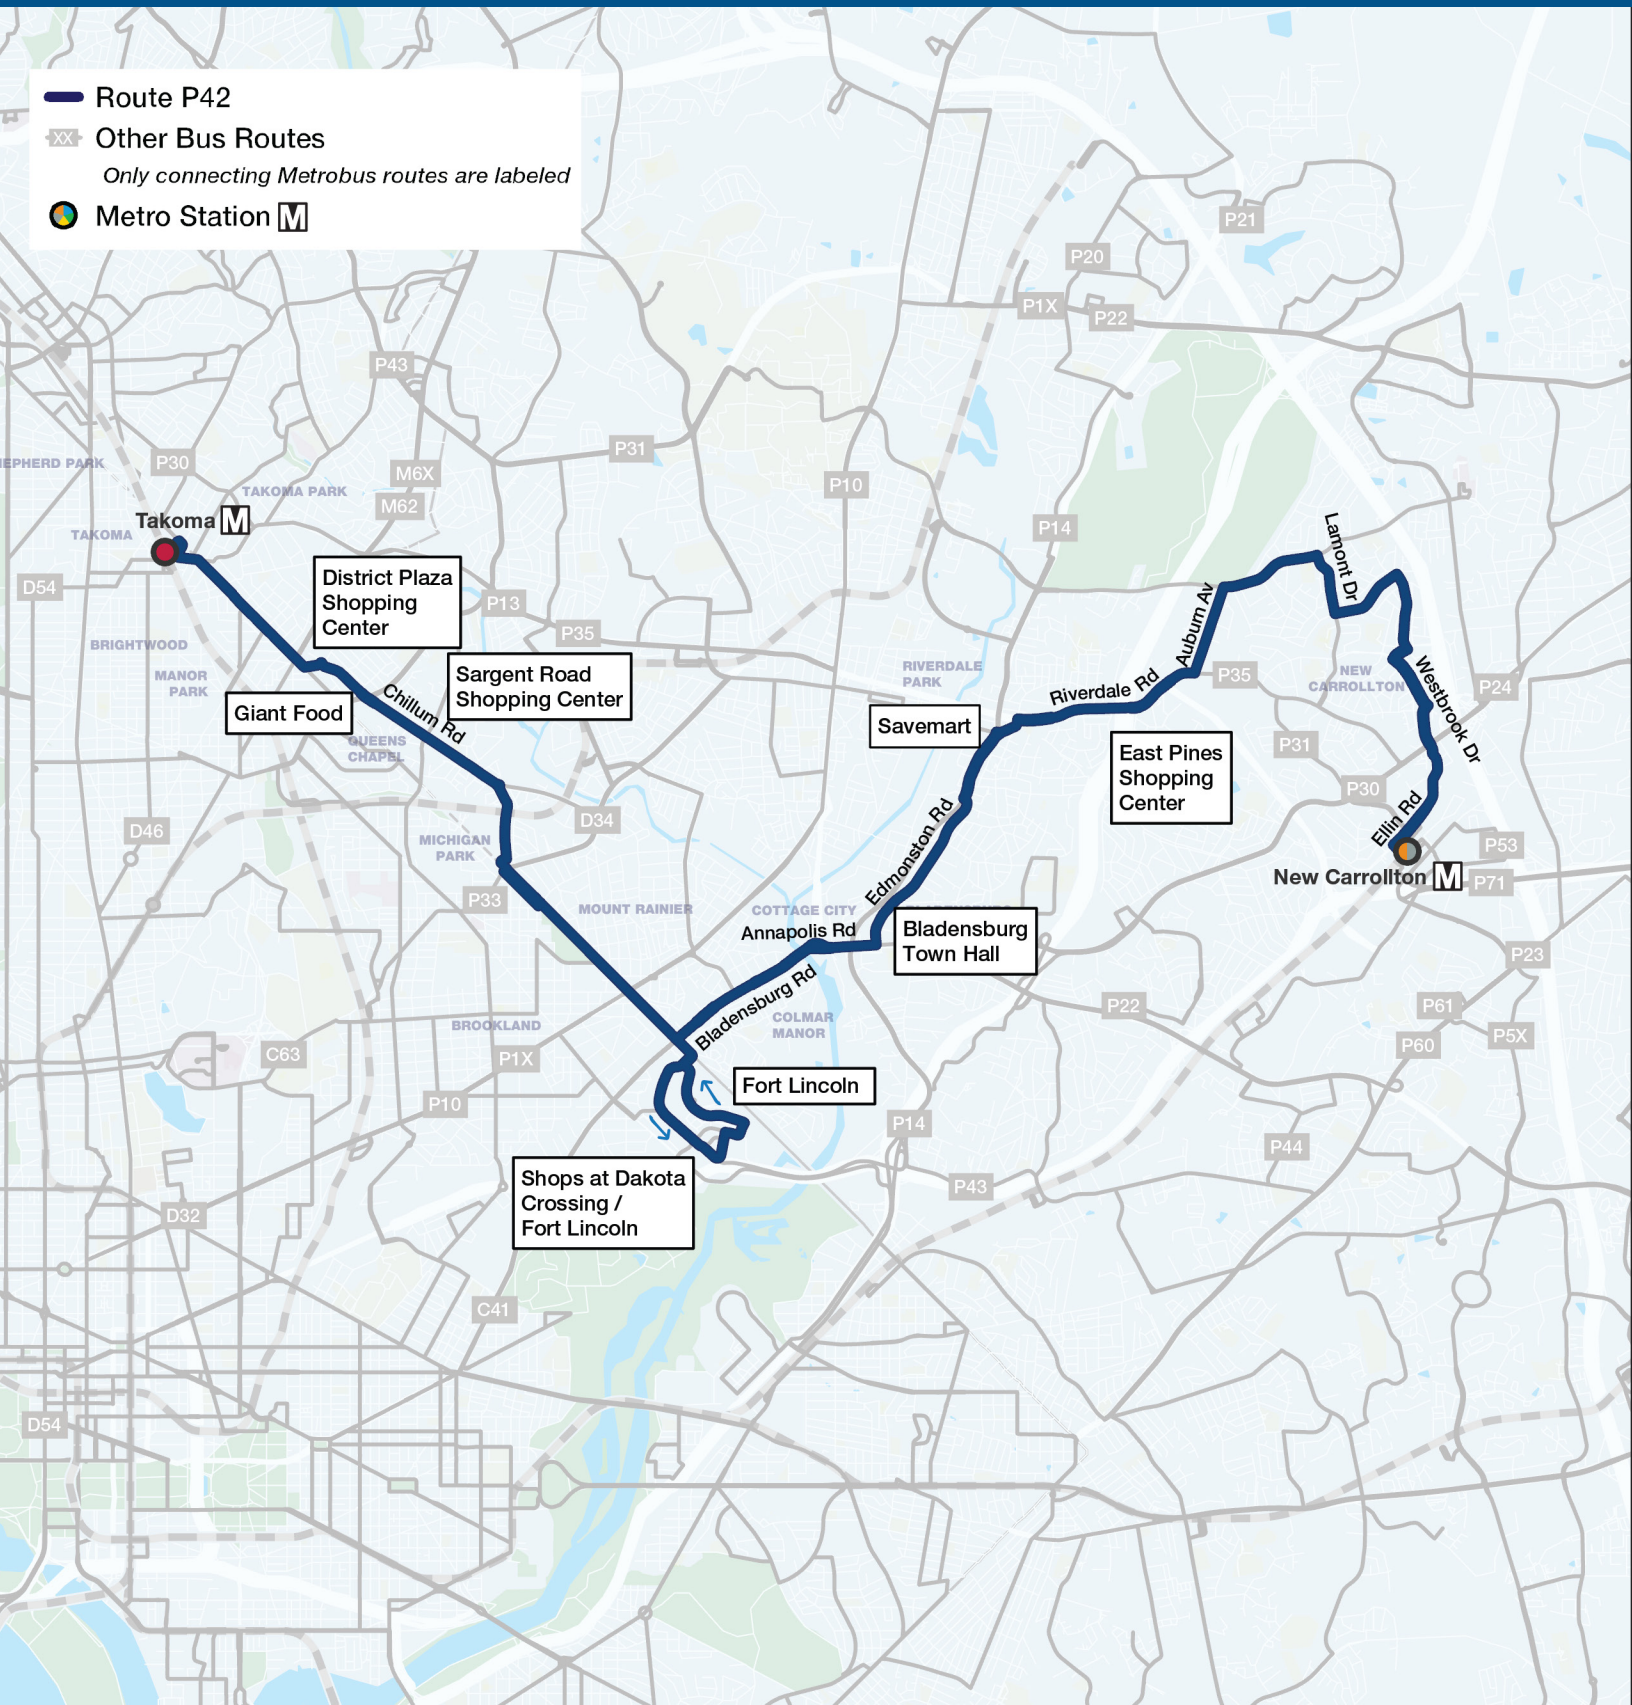 Route P42
XX Other Bus Routes
Only connecting Metrobus routes are labeled
Metro Station M
P21
P20
P1X
P22
P43
P31
P30
EPHERD PARK
M6X
TAKOMA PARK
P10
M62
Takoma M
TAKOMA
P14
Lamont Dr
D54
District Plaza
Shopping
Center
P13
P35
Auburn Av
BRIGHTWOOD
MANOR
PARK
Sargent Road
Shopping Center
RIVERDALE
PARK
Riverdale Rd
P35
NEW
CARROLLTON
P24
Westbrook Dr
Giant Food
Chillum Rd
Savemart
QUEENS
CHAPEL
East Pines
Shopping
Center
P31
P30
D46
D34
MICHIGAN
PARK
Edmonston Rd
Ellin Rd
P53
New Carrollton M
P71
P33
MOUNT RAINIER
COTTAGE CITY
Annapolis Rd
Bladensburg
Town Hall
P23
Bladensburg Rd
P22
P61
COLMAR
MANOR
BROOKLAND
P5X
P60
C63
P1X
Fort Lincoln
P10
P14
P44
Shops at Dakota
Crossing /
Fort Lincoln
P43
D32
C41
D54